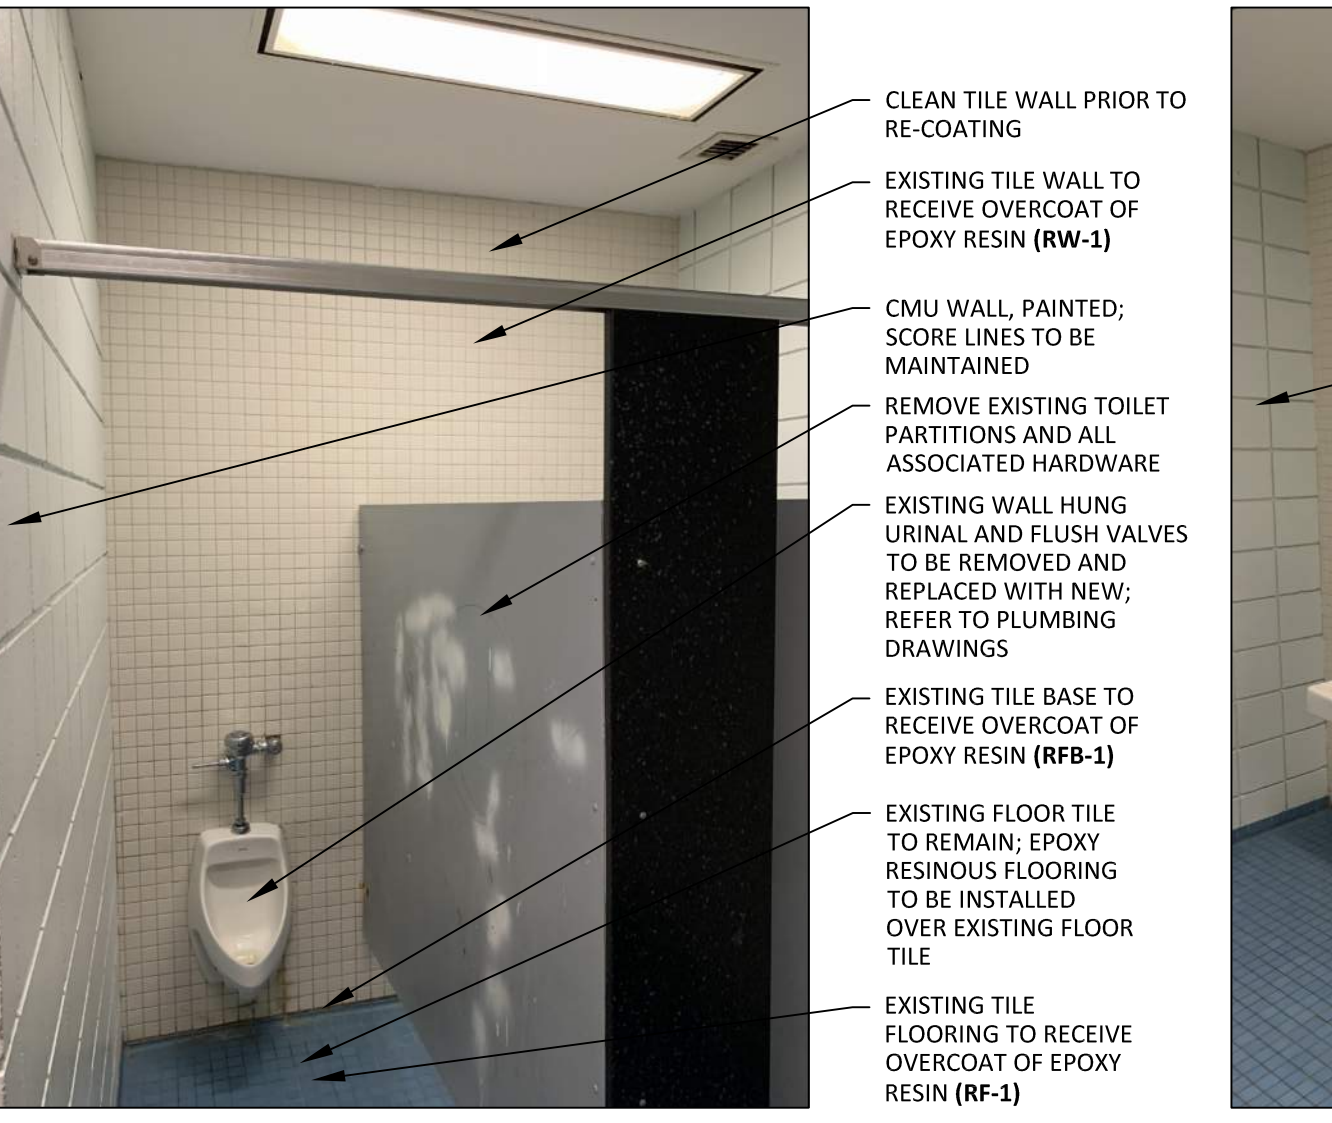 CLEAN TILE WALL PRIOR TO
RE-COATING
EXISTING TILE WALL TO
RECEIVE OVERCOAT OF
EPOXY RESIN (RW-1)
CMU WALL, PAINTED;
SCORE LINES TO BE
MAINTAINED
REMOVE EXISTING TOILET
PARTITIONS AND ALL
ASSOCIATED HARDWARE
EXISTING WALL HUNG
URINAL AND FLUSH VALVES
TO BE REMOVED AND
REPLACED WITH NEW;
REFER TO PLUMBING
DRAWINGS
EXISTING TILE BASE TO
RECEIVE OVERCOAT OF
EPOXY RESIN (RFB-1)
EXISTING FLOOR TILE
TO REMAIN; EPOXY
RESINOUS FLOORING
TO BE INSTALLED
OVER EXISTING FLOOR
TILE
EXISTING TILE
FLOORING TO RECEIVE
OVERCOAT OF EPOXY
RESIN (RF-1)